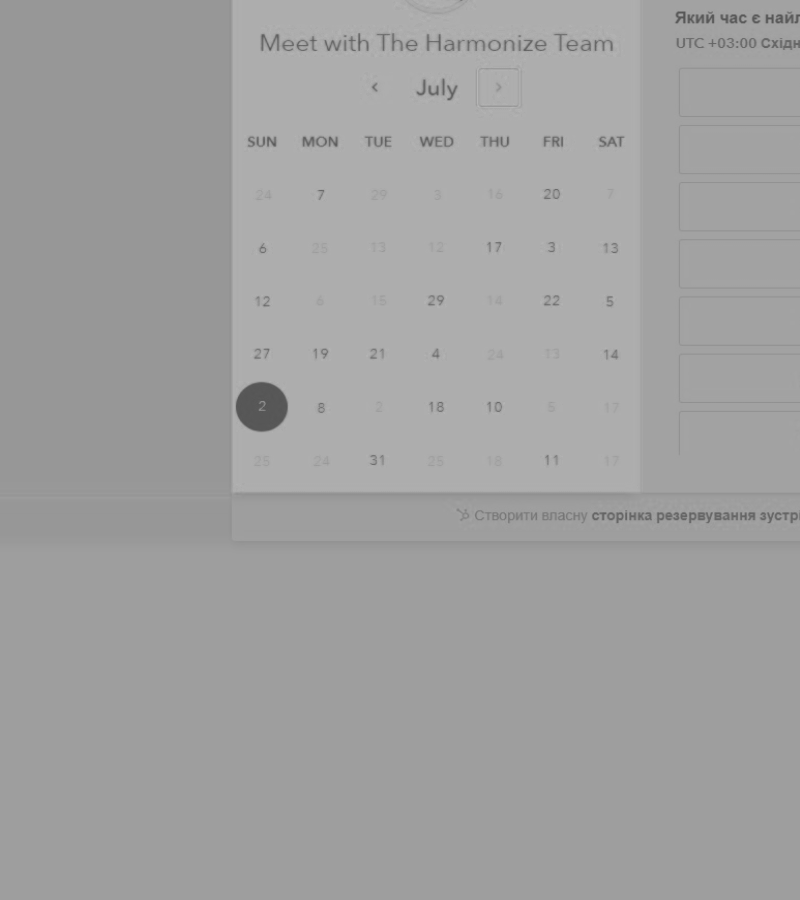 Meet with The Harmonize Team
July
SUN MON TUE WED THU FRI SAT
24 7 29 3 16 20 7
6 25 13 12 17 3 13
12 6 15 29 14 22 5
27 19 21 4 24 13 14
2 8 2 18 10 5 17
25 24 31 25 18 11 17
Який час є найл
UTC +03:00 Східн
Створити власну сторінка резервування зустрі